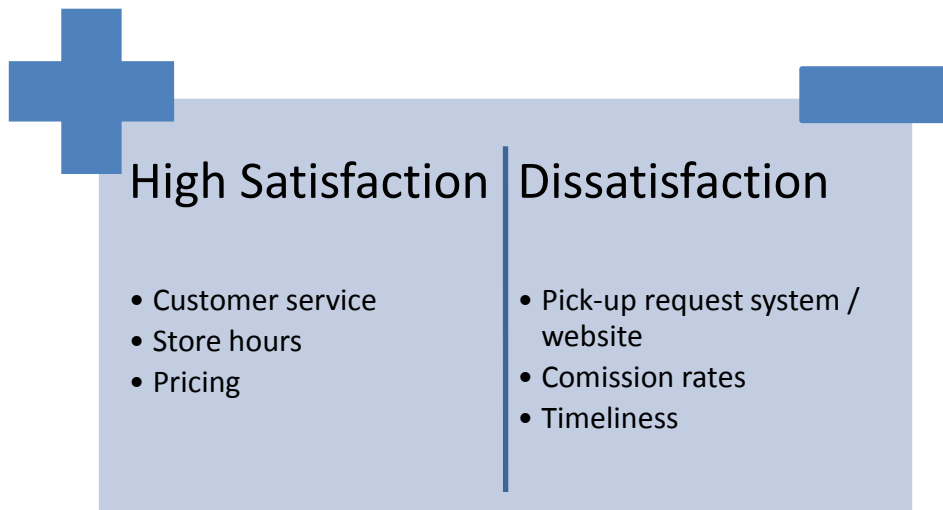 High Satisfaction
• Customer service
• Store hours
• Pricing
Dissatisfaction
• Pick-up request system /
website
• Comission rates
• Timeliness